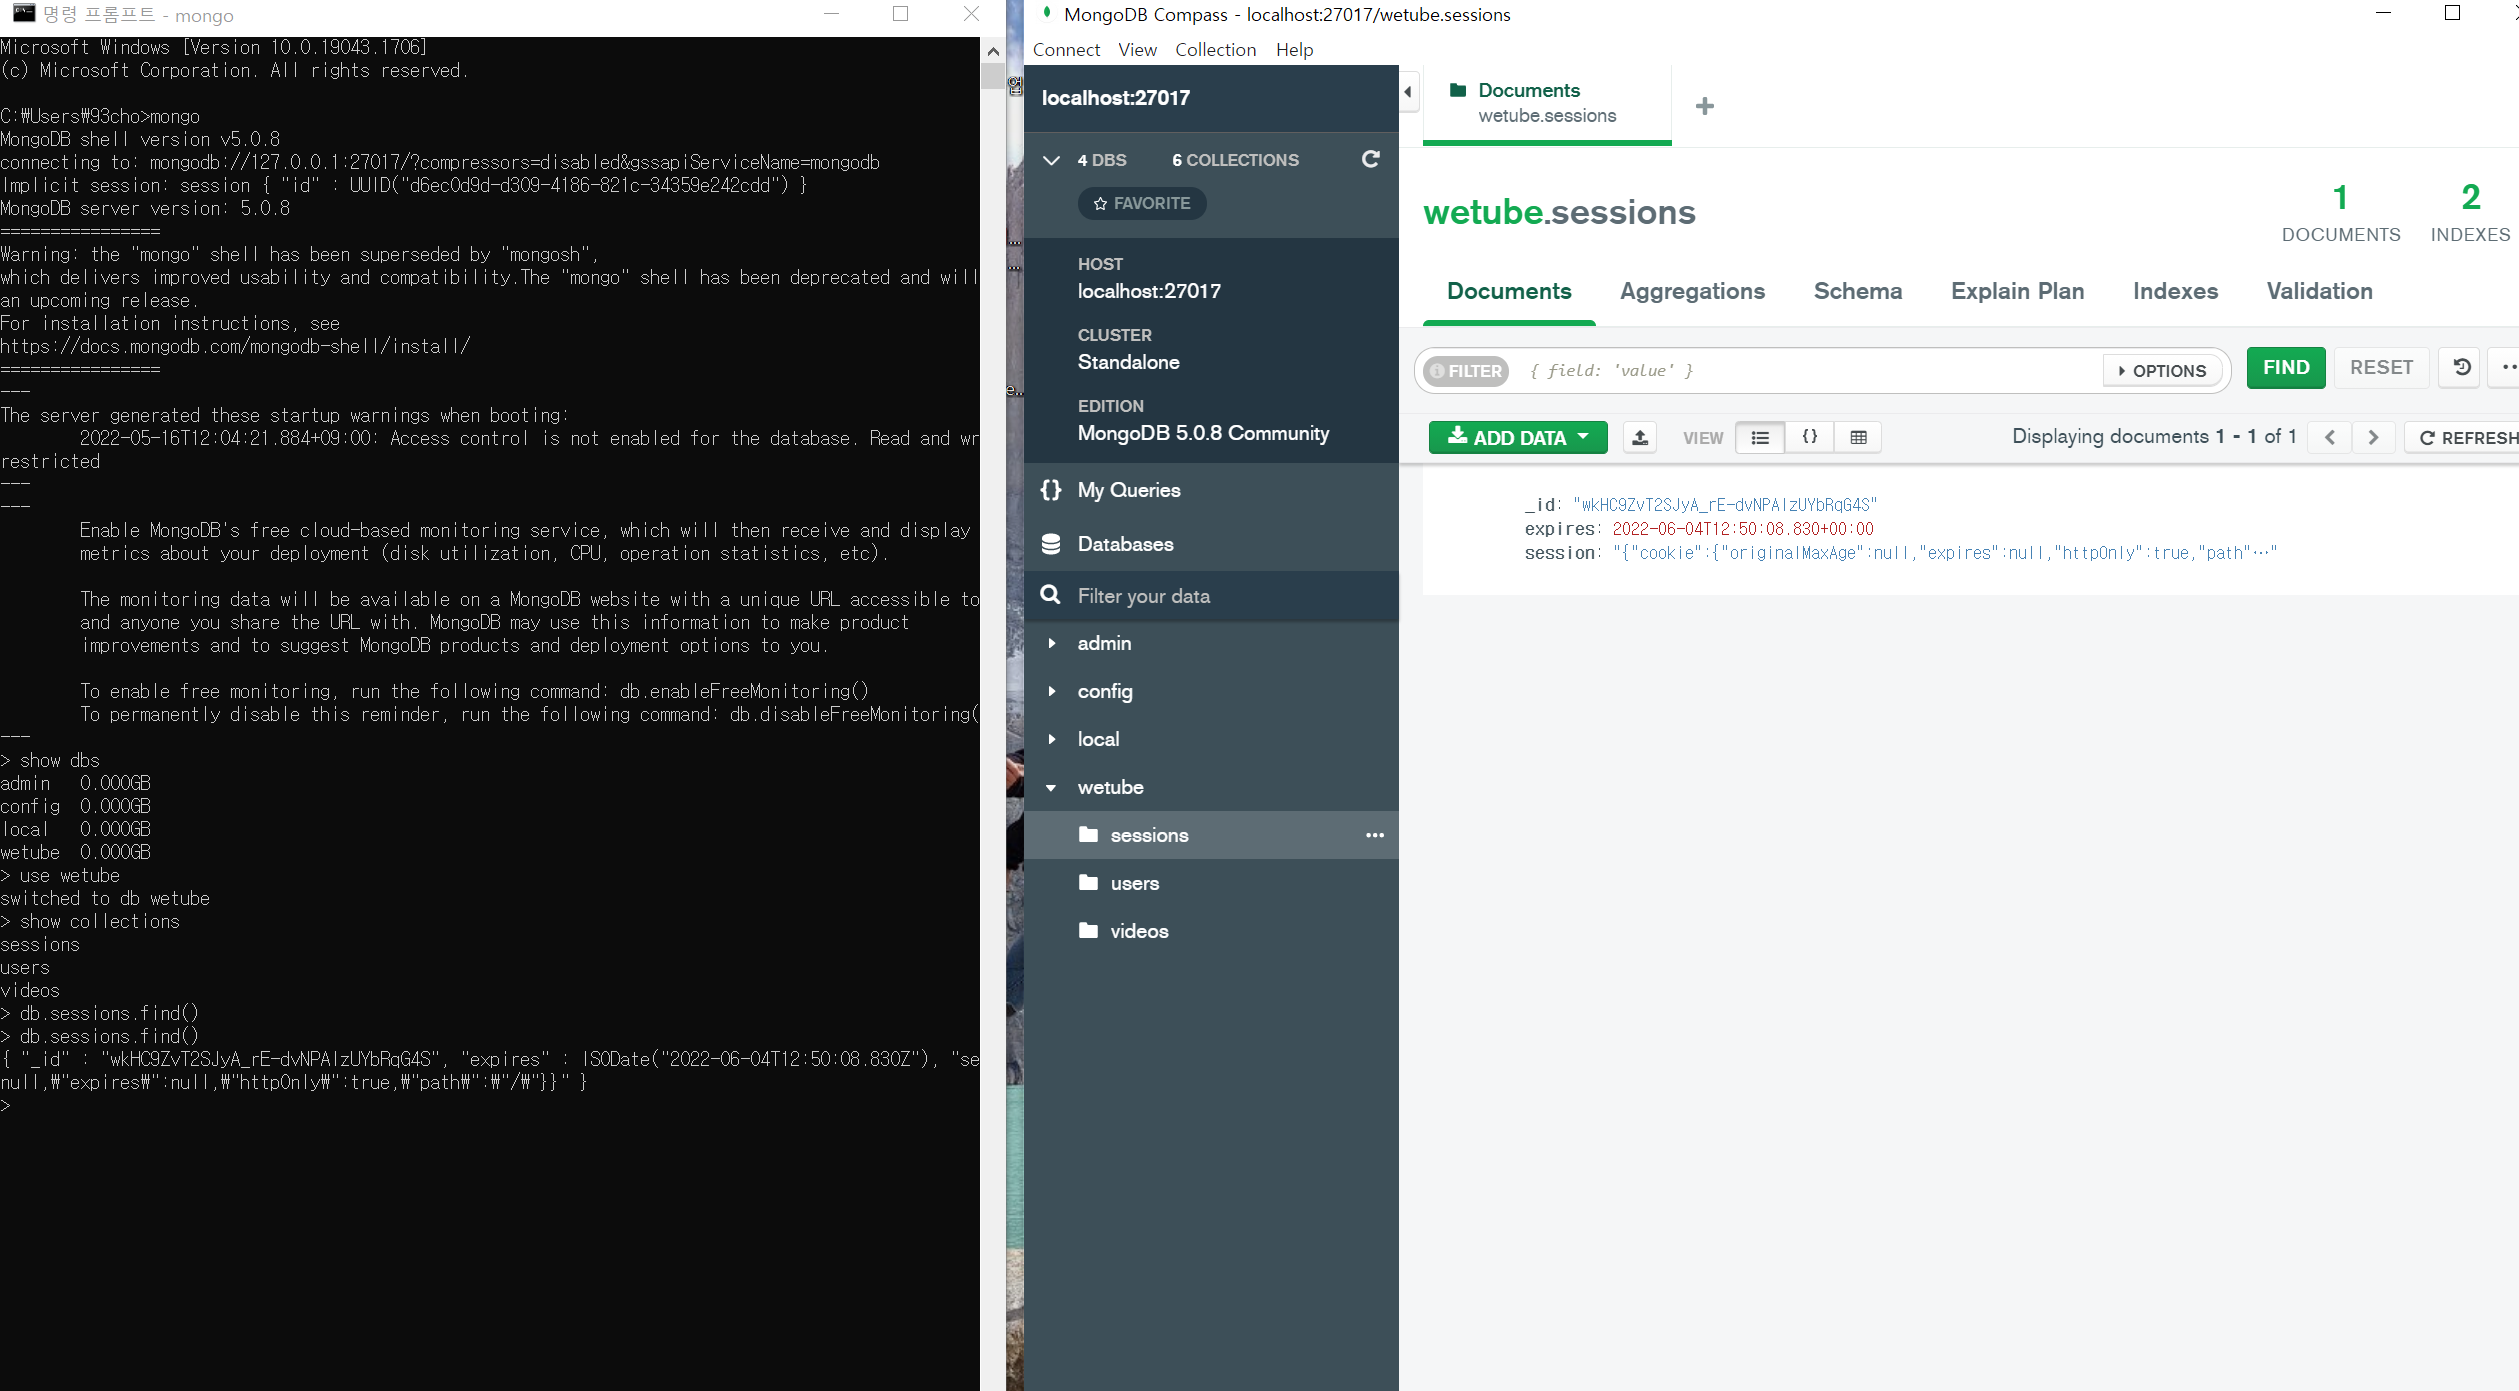 명령 프롬프트 - mongo
Microsoft Windows [Version 10.0.19043.1706]
(c) Microsoft Corporation. All rights reserved.
C:₩Users₩93cho>mongo
MongoDB shell version v5.0.8
connecting to: mongodb://127.0.0.1:27017/?compressors=disabled&gssapiServiceName=mongodb
Implicit session: session { "id" : UUID("d6ec0d9d-d309-4186-821c-34359e242cdd") }
MongoDB server version: 5.0.8
================
Warning: the "mongo" shell has been superseded by "mongosh",
which delivers improved usability and compatibility.The "mongo" shell has been deprecated and will
an upcoming release.
For installation instructions, see
https://docs.mongodb.com/mongodb-shell/install/
================
---
The server generated these startup warnings when booting:
2022-05-16T12:04:21.884+09:00: Access control is not enabled for the database. Read and wr
restricted
---
---
Enable MongoDB's free cloud-based monitoring service, which will then receive and display
metrics about your deployment (disk utilization, CPU, operation statistics, etc).
The monitoring data will be available on a MongoDB website with a unique URL accessible to
and anyone you share the URL with. MongoDB may use this information to make product
improvements and to suggest MongoDB products and deployment options to you.
To enable free monitoring, run the following command: db.enableFreeMonitoring()
To permanently disable this reminder, run the following command: db.disableFreeMonitoring(
---
> show dbs
admin 0.000GB
config 0.000GB
local 0.000GB
wetube 0.000GB
> use wetube
switched to db wetube
> show collections
sessions
users
videos
> db.sessions.find()
> db.sessions.find()
{ "_id" : "wkHC9ZvT2SJyA_rE-dvNPAlzUYbRqG4S", "expires" : ISODate("2022-06-04T12:50:08.830Z"), "se
null,₩"expires₩":null,₩"httpOnly₩":true,₩"path₩":₩"/₩"}}" }
>
MongoDB Compass - localhost:27017/wetube.sessions
Connect View Collection Help
localhost:27017
4 DBS 6 COLLECTIONS
FAVORITE
HOST
localhost:27017
CLUSTER
Standalone
EDITION
MongoDB 5.0.8 Community
{} My Queries
Databases
Filter your data
admin
config
local
wetube
sessions ...
users
videos
Documents
wetube.sessions
+
wetube.sessions
1
DOCUMENTS
2
INDEXES
Documents Aggregations Schema Explain Plan Indexes Validation
FILTER { field: 'value' } OPTIONS FIND RESET
ADD DATA VIEW {} Displaying documents 1 - 1 of 1 < > REFRESH
_id: "wkHC9ZvT2SJyA_rE-dvNPAlzUYbRqG4S"
expires: 2022-06-04T12:50:08.830+00:00
session: "{"cookie":{"originalMaxAge":null,"expires":null,"httpOnly":true,"path"…"